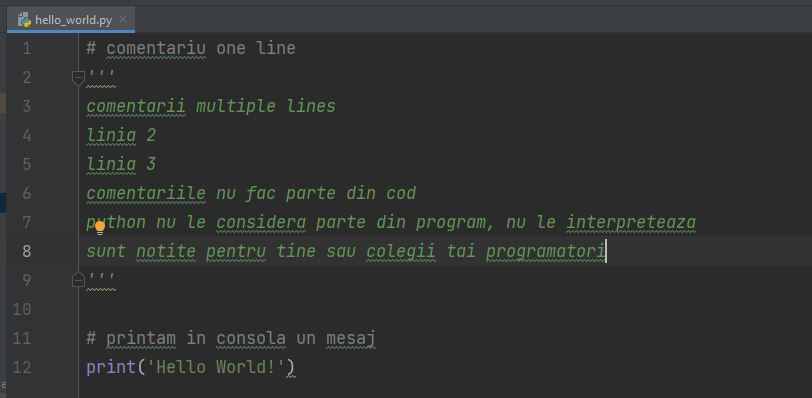 hello_world.py
1 # comentariu one line
2 '''
3 comentarii multiple lines
4 linia 2
5 linia 3
6 comentariile nu fac parte din cod
7 python nu le considera parte din program, nu le interpreteaza
8 sunt notite pentru tine sau colegii tai programatori
9 '''
10
11 # printam in consola un mesaj
12 print('Hello World!')